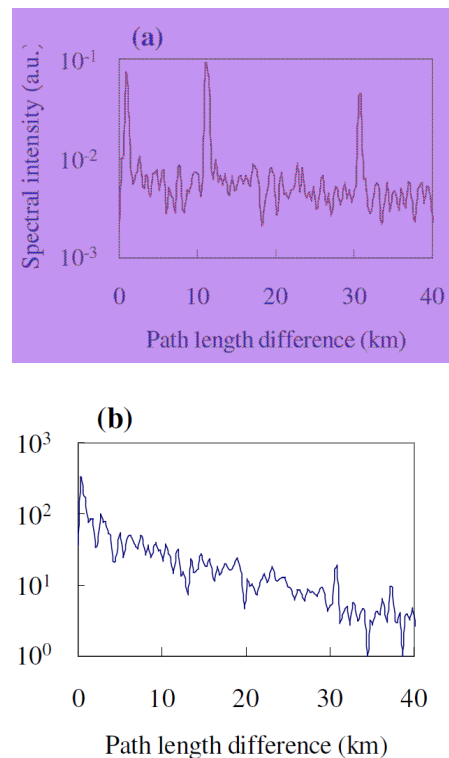 (a)
Spectral intensity (a.u.)
10-1
10-2
10-3
0 10 20 30 40
Path length difference (km)
(b)
103
102
101
100
0 10 20 30 40
Path length difference (km)